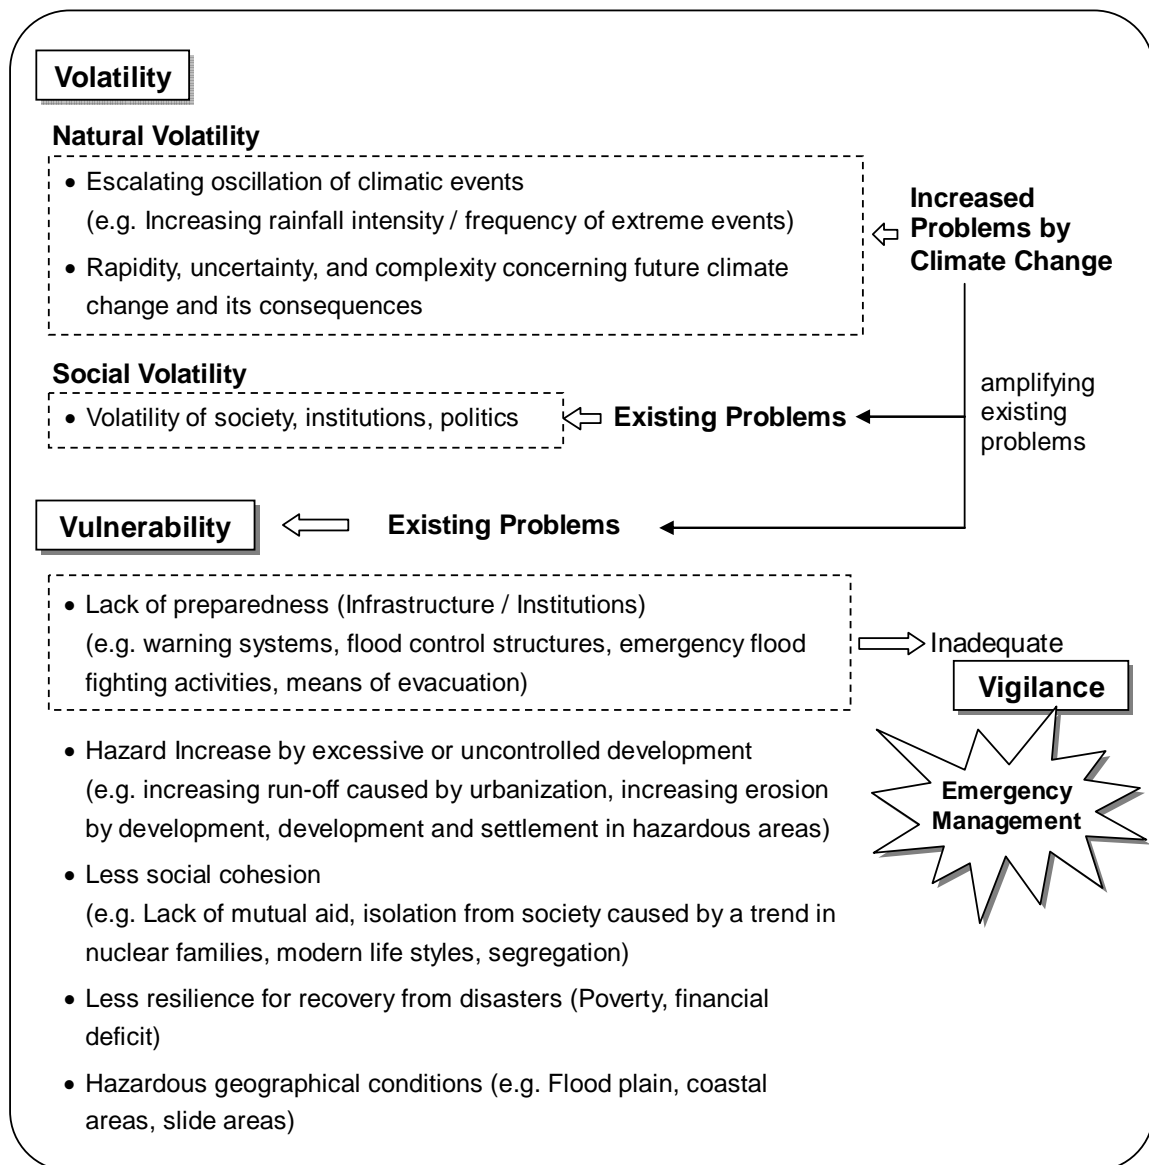 Volatility
Natural Volatility
• Escalating oscillation of climatic events
(e.g. Increasing rainfall intensity / frequency of extreme events)
• Rapidity, uncertainty, and complexity concerning future climate
change and its consequences
Increased
Problems by
Climate Change
Social Volatility
• Volatility of society, institutions, politics
Existing Problems
amplifying
existing
problems
Vulnerability
Existing Problems
• Lack of preparedness (Infrastructure / Institutions)
(e.g. warning systems, flood control structures, emergency flood
fighting activities, means of evacuation)
Inadequate
Vigilance
Emergency
Management
• Hazard Increase by excessive or uncontrolled development
(e.g. increasing run-off caused by urbanization, increasing erosion
by development, development and settlement in hazardous areas)
• Less social cohesion
(e.g. Lack of mutual aid, isolation from society caused by a trend in
nuclear families, modern life styles, segregation)
• Less resilience for recovery from disasters (Poverty, financial
deficit)
• Hazardous geographical conditions (e.g. Flood plain, coastal
areas, slide areas)